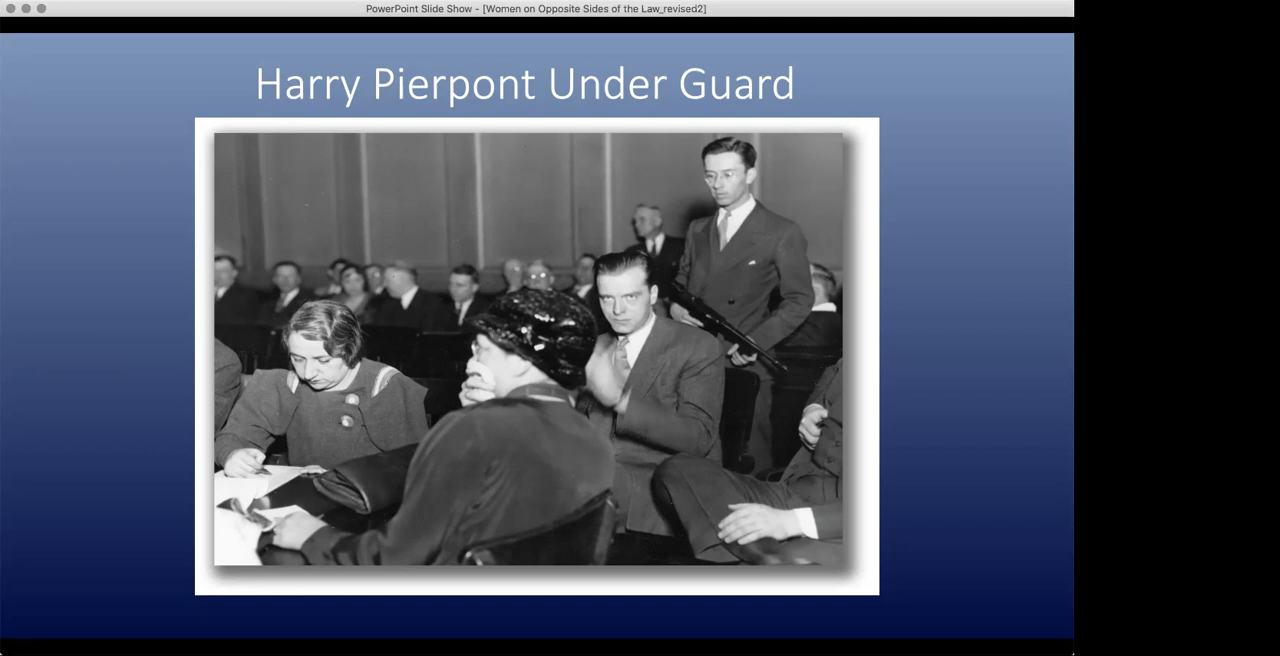 PowerPoint Slide Show - [Women on Opposite Sides of the Law_revised2]
Harry Pierpont Under Guard